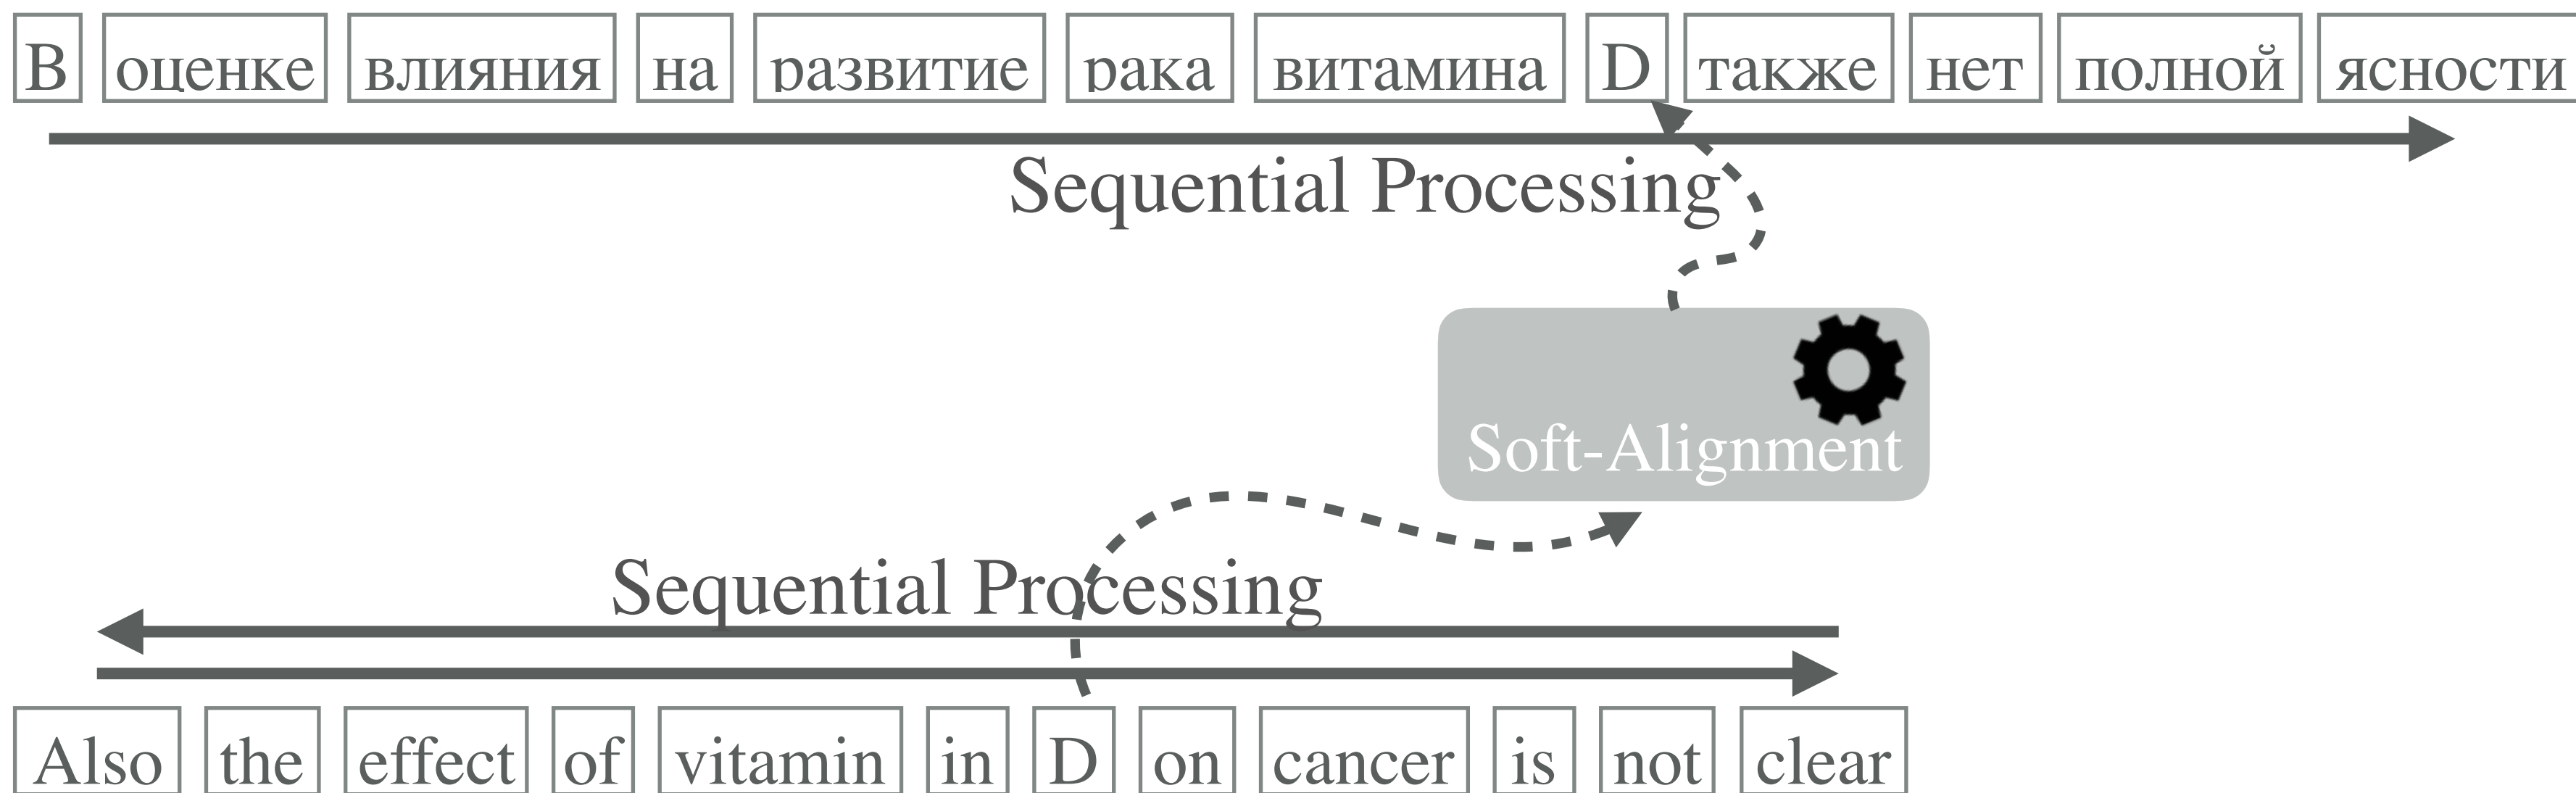 В оценке влияния на развитие рака витамина D также нет полной ясности
Sequential Processing
Soft-Alignment
Sequential Processing
Also the effect of vitamin in D on cancer is not clear